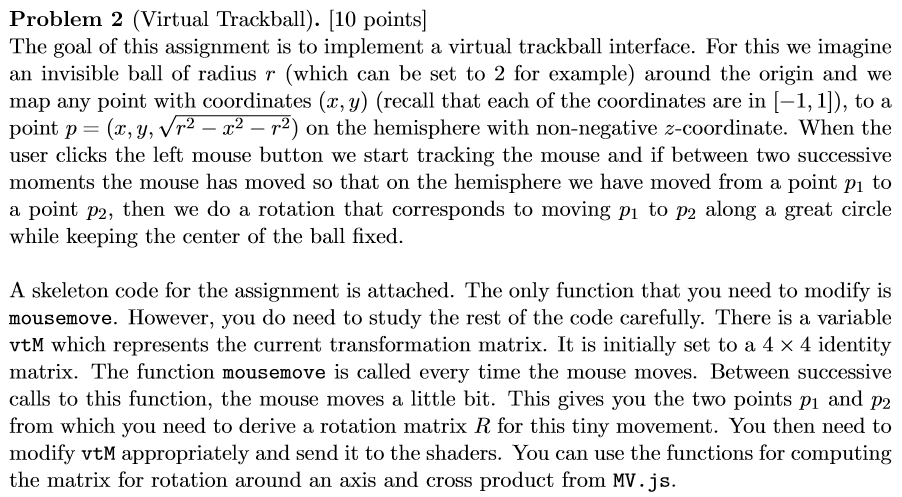 Problem 2 (Virtual Trackball). [10 points]
The goal of this assignment is to implement a virtual trackball interface. For this we imagine
an invisible ball of radius r (which can be set to 2 for example) around the origin and we
map any point with coordinates (x, y) (recall that each of the coordinates are in [−1, 1]), to a
point p = (x, y, √(r² − x² − r²)) on the hemisphere with non-negative z-coordinate. When the
user clicks the left mouse button we start tracking the mouse and if between two successive
moments the mouse has moved so that on the hemisphere we have moved from a point p₁ to
a point p₂, then we do a rotation that corresponds to moving p₁ to p₂ along a great circle
while keeping the center of the ball fixed.
A skeleton code for the assignment is attached. The only function that you need to modify is
mousemove. However, you do need to study the rest of the code carefully. There is a variable
vtM which represents the current transformation matrix. It is initially set to a 4 × 4 identity
matrix. The function mousemove is called every time the mouse moves. Between successive
calls to this function, the mouse moves a little bit. This gives you the two points p₁ and p₂
from which you need to derive a rotation matrix R for this tiny movement. You then need to
modify vtM appropriately and send it to the shaders. You can use the functions for computing
the matrix for rotation around an axis and cross product from MV.js.